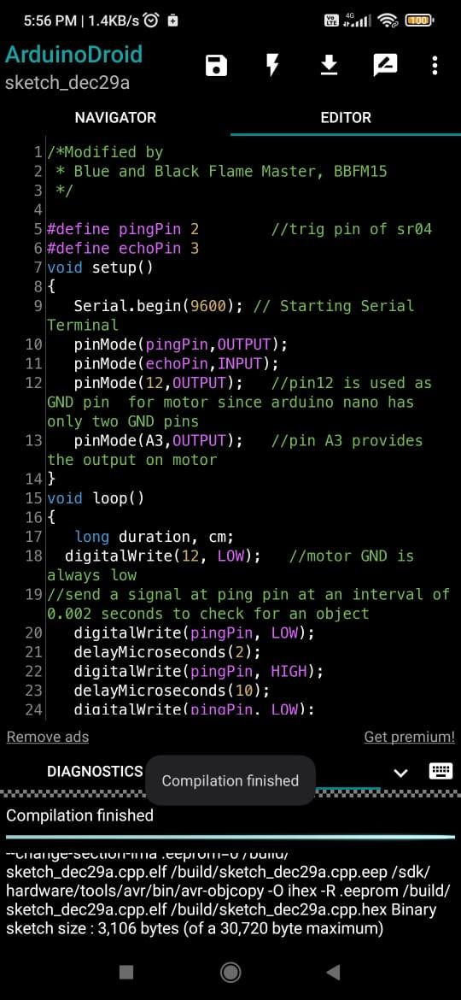 5:56 PM | 1.4KB/s
Vo LTE 4G 100
ArduinoDroid
sketch_dec29a
NAVIGATOR EDITOR
1 /*Modified by
2 * Blue and Black Flame Master, BBFM15
3 */
4
5 #define pingPin 2 //trig pin of sr04
6 #define echoPin 3
7 void setup()
8 {
9 Serial.begin(9600); // Starting Serial
Terminal
10 pinMode(pingPin,OUTPUT);
11 pinMode(echoPin,INPUT);
12 pinMode(12,OUTPUT); //pin12 is used as
GND pin for motor since arduino nano has
only two GND pins
13 pinMode(A3,OUTPUT); //pin A3 provides
the output on motor
14 }
15 void loop()
16 {
17 long duration, cm;
18 digitalWrite(12, LOW); //motor GND is
always low
19 //send a signal at ping pin at an interval of
0.002 seconds to check for an object
20 digitalWrite(pingPin, LOW);
21 delayMicroseconds(2);
22 digitalWrite(pingPin, HIGH);
23 delayMicroseconds(10);
24 digitalWrite(pingPin, LOW);
Remove ads Get premium!
DIAGNOSTICS
Compilation finished
Compilation finished
--change-section-lma .eeprom=0 /build/
sketch_dec29a.cpp.elf /build/sketch_dec29a.cpp.eep /sdk/
hardware/tools/avr/bin/avr-objcopy -O ihex -R .eeprom /build/
sketch_dec29a.cpp.elf /build/sketch_dec29a.cpp.hex Binary
sketch size : 3,106 bytes (of a 30,720 byte maximum)